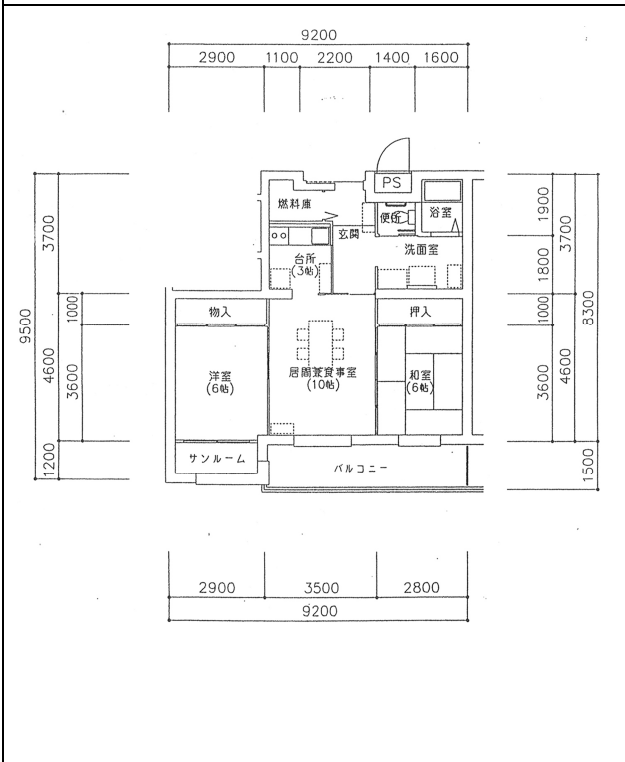 9200
2900 1100 2200 1400 1600
PS
燃料庫
便所
浴室
玄関
洗面室
台所
(3帖)
物入
押入
洋室
(6帖)
居間兼食事室
(10帖)
和室
(6帖)
サンルーム
バルコニー
9500
3700
4600
1200
1000
3600
1900
1800
1000
3600
3700
4600
8300
1500
2900 3500 2800
9200